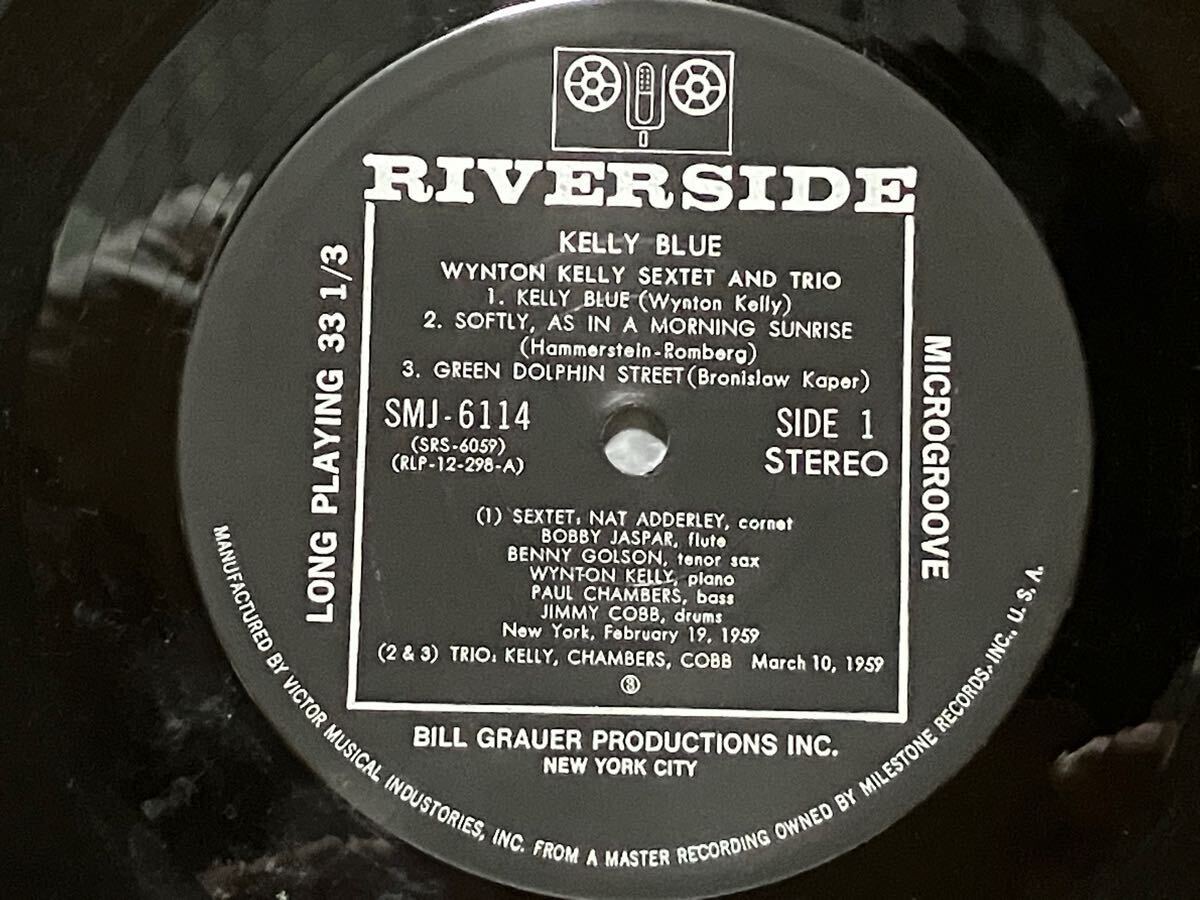 RIVERSIDE
KELLY BLUE
WYNTON KELLY SEXTET AND TRIO
1. KELLY BLUE (Wynton Kelly)
2. SOFTLY, AS IN A MORNING SUNRISE
(Hammerstein-Romberg)
3. GREEN DOLPHIN STREET (Bronislaw Kaper)
SMJ-6114
(SRS-6059)
(RLP-12-298-A)
SIDE 1
STEREO
LONG PLAYING 33 1/3
MICROGROOVE
(1) SEXTET: NAT ADDERLEY, cornet
BOBBY JASPAR, flute
BENNY GOLSON, tenor sax
WYNTON KELLY, piano
PAUL CHAMBERS, bass
JIMMY COBB, drums
New York, February 19, 1959
(2 & 3) TRIO: KELLY, CHAMBERS, COBB March 10, 1959
BILL GRAUER PRODUCTIONS INC.
NEW YORK CITY
MANUFACTURED BY VICTOR MUSICAL INDUSTORIES, INC. FROM A MASTER RECORDING OWNED BY MILESTONE RECORDS, INC., U. S. A.